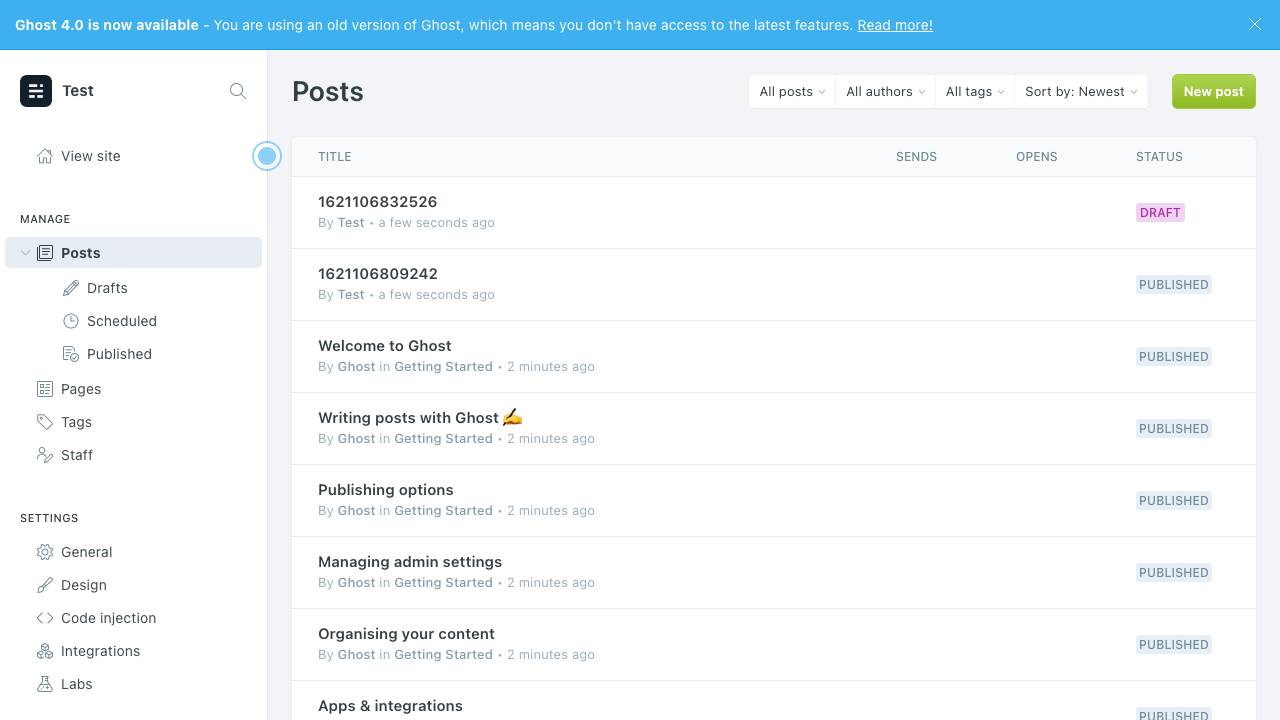 Ghost 4.0 is now available - You are using an old version of Ghost, which means you don't have access to the latest features. Read more!
Test
View site
MANAGE
Posts
Drafts
Scheduled
Published
Pages
Tags
Staff
SETTINGS
General
Design
Code injection
Integrations
Labs
Posts
All posts
All authors
All tags
Sort by: Newest
New post
TITLE SENDS OPENS STATUS
1621106832526
By Test • a few seconds ago
DRAFT
1621106809242
By Test • a few seconds ago
PUBLISHED
Welcome to Ghost
By Ghost in Getting Started • 2 minutes ago
PUBLISHED
Writing posts with Ghost ✍️
By Ghost in Getting Started • 2 minutes ago
PUBLISHED
Publishing options
By Ghost in Getting Started • 2 minutes ago
PUBLISHED
Managing admin settings
By Ghost in Getting Started • 2 minutes ago
PUBLISHED
Organising your content
By Ghost in Getting Started • 2 minutes ago
PUBLISHED
Apps & integrations
PUBLISHED